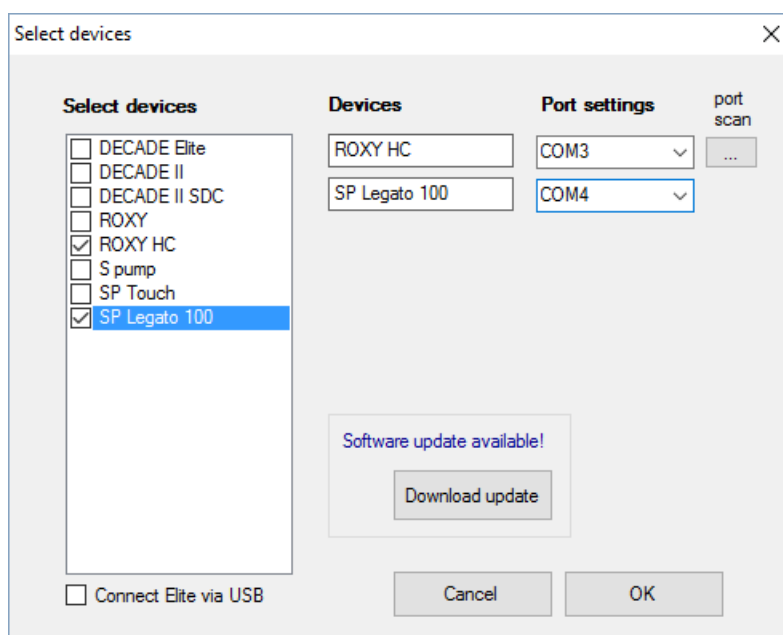 Select devices
Select devices
DECADE Elite
DECADE II
DECADE II SDC
ROXY
ROXY HC
S pump
SP Touch
SP Legato 100
Connect Elite via USB
Devices
ROXY HC
SP Legato 100
Port settings
COM3
COM4
port
scan
...
Software update available!
Download update
Cancel
OK